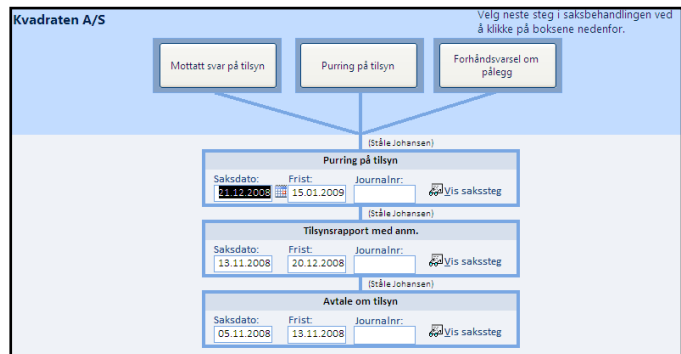 Kvadraten A/S
Velg neste steg i saksbehandlingen ved
å klikke på boksene nedenfor.
Mottatt svar på tilsyn
Purring på tilsyn
Forhåndsvarsel om
pålegg
(Ståle Johansen)
Purring på tilsyn
Saksdato: Frist: Journalnr:
21.12.2008 15.01.2009 Vis sakssteg
(Ståle Johansen)
Tilsynsrapport med anm.
Saksdato: Frist: Journalnr:
13.11.2008 20.12.2008 Vis sakssteg
(Ståle Johansen)
Avtale om tilsyn
Saksdato: Frist: Journalnr:
05.11.2008 13.11.2008 Vis sakssteg